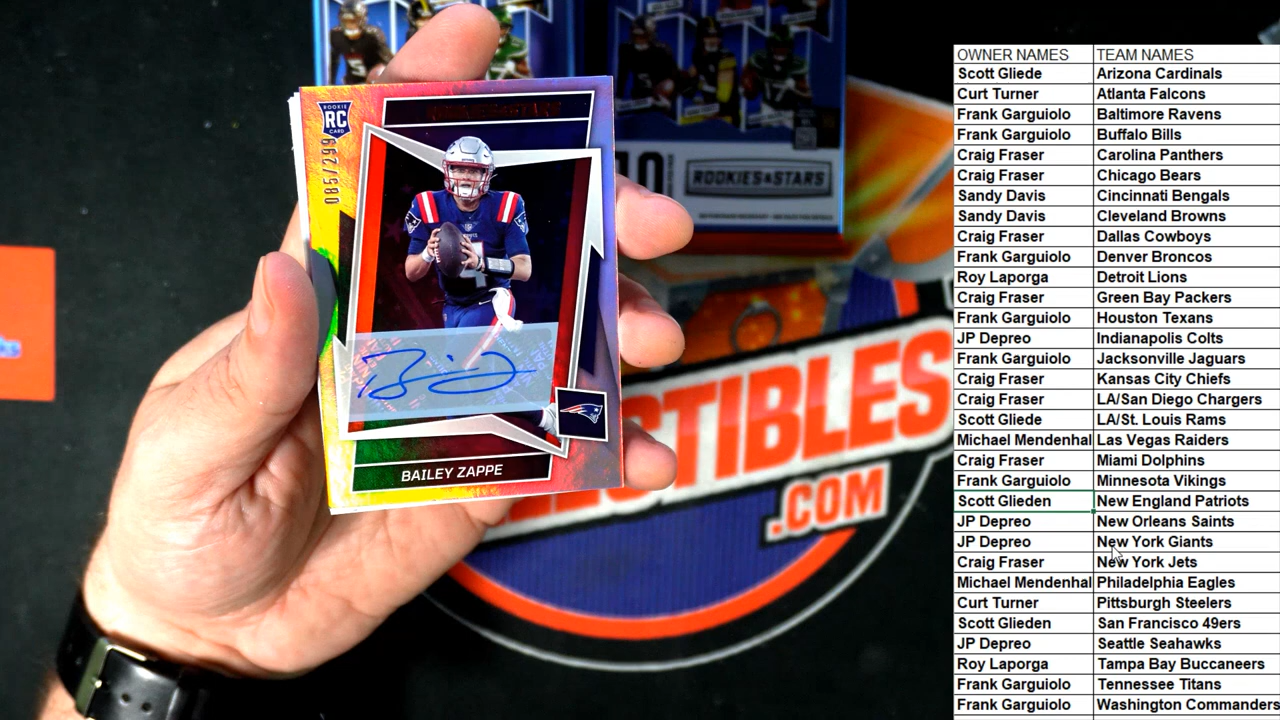 ROOKIE
RC
CARD
085/299
BAILEY ZAPPE
4
ROOKIES & STARS
ECTIBLES
.COM
OWNER NAMES TEAM NAMES
Scott Gliede Arizona Cardinals
Curt Turner Atlanta Falcons
Frank Garguiolo Baltimore Ravens
Frank Garguiolo Buffalo Bills
Craig Fraser Carolina Panthers
Craig Fraser Chicago Bears
Sandy Davis Cincinnati Bengals
Sandy Davis Cleveland Browns
Craig Fraser Dallas Cowboys
Frank Garguiolo Denver Broncos
Roy Laporga Detroit Lions
Craig Fraser Green Bay Packers
Frank Garguiolo Houston Texans
JP Depreo Indianapolis Colts
Frank Garguiolo Jacksonville Jaguars
Craig Fraser Kansas City Chiefs
Craig Fraser LA/San Diego Chargers
Scott Gliede LA/St. Louis Rams
Michael Mendenhal Las Vegas Raiders
Craig Fraser Miami Dolphins
Frank Garguiolo Minnesota Vikings
Scott Glieden New England Patriots
JP Depreo New Orleans Saints
JP Depreo New York Giants
Craig Fraser New York Jets
Michael Mendenhal Philadelphia Eagles
Curt Turner Pittsburgh Steelers
Scott Glieden San Francisco 49ers
JP Depreo Seattle Seahawks
Roy Laporga Tampa Bay Buccaneers
Frank Garguiolo Tennessee Titans
Frank Garguiolo Washington Commanders